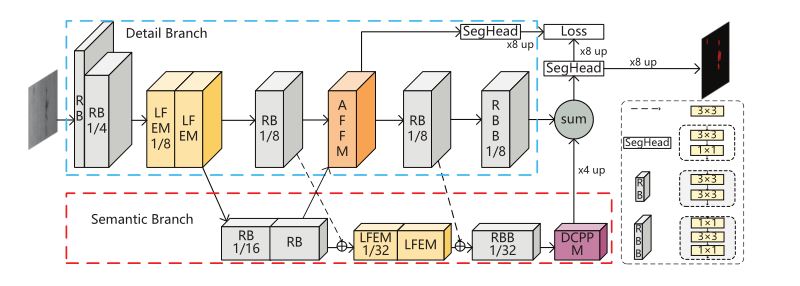 Detail Branch
SegHead
Loss
x8 up
x8 up
SegHead
x8 up
R
B
RB
1/4
LF
EM
1/8
LF
EM
RB
1/8
A
F
F
M
RB
1/8
R
B
B
1/8
sum
x4 up
Semantic Branch
RB
1/16
RB
LFEM
1/32
LFEM
RBB
1/32
DCPP
M
3×3
SegHead
3×3
1×1
R
B
3×3
3×3
R
B
B
1×1
3×3
1×1